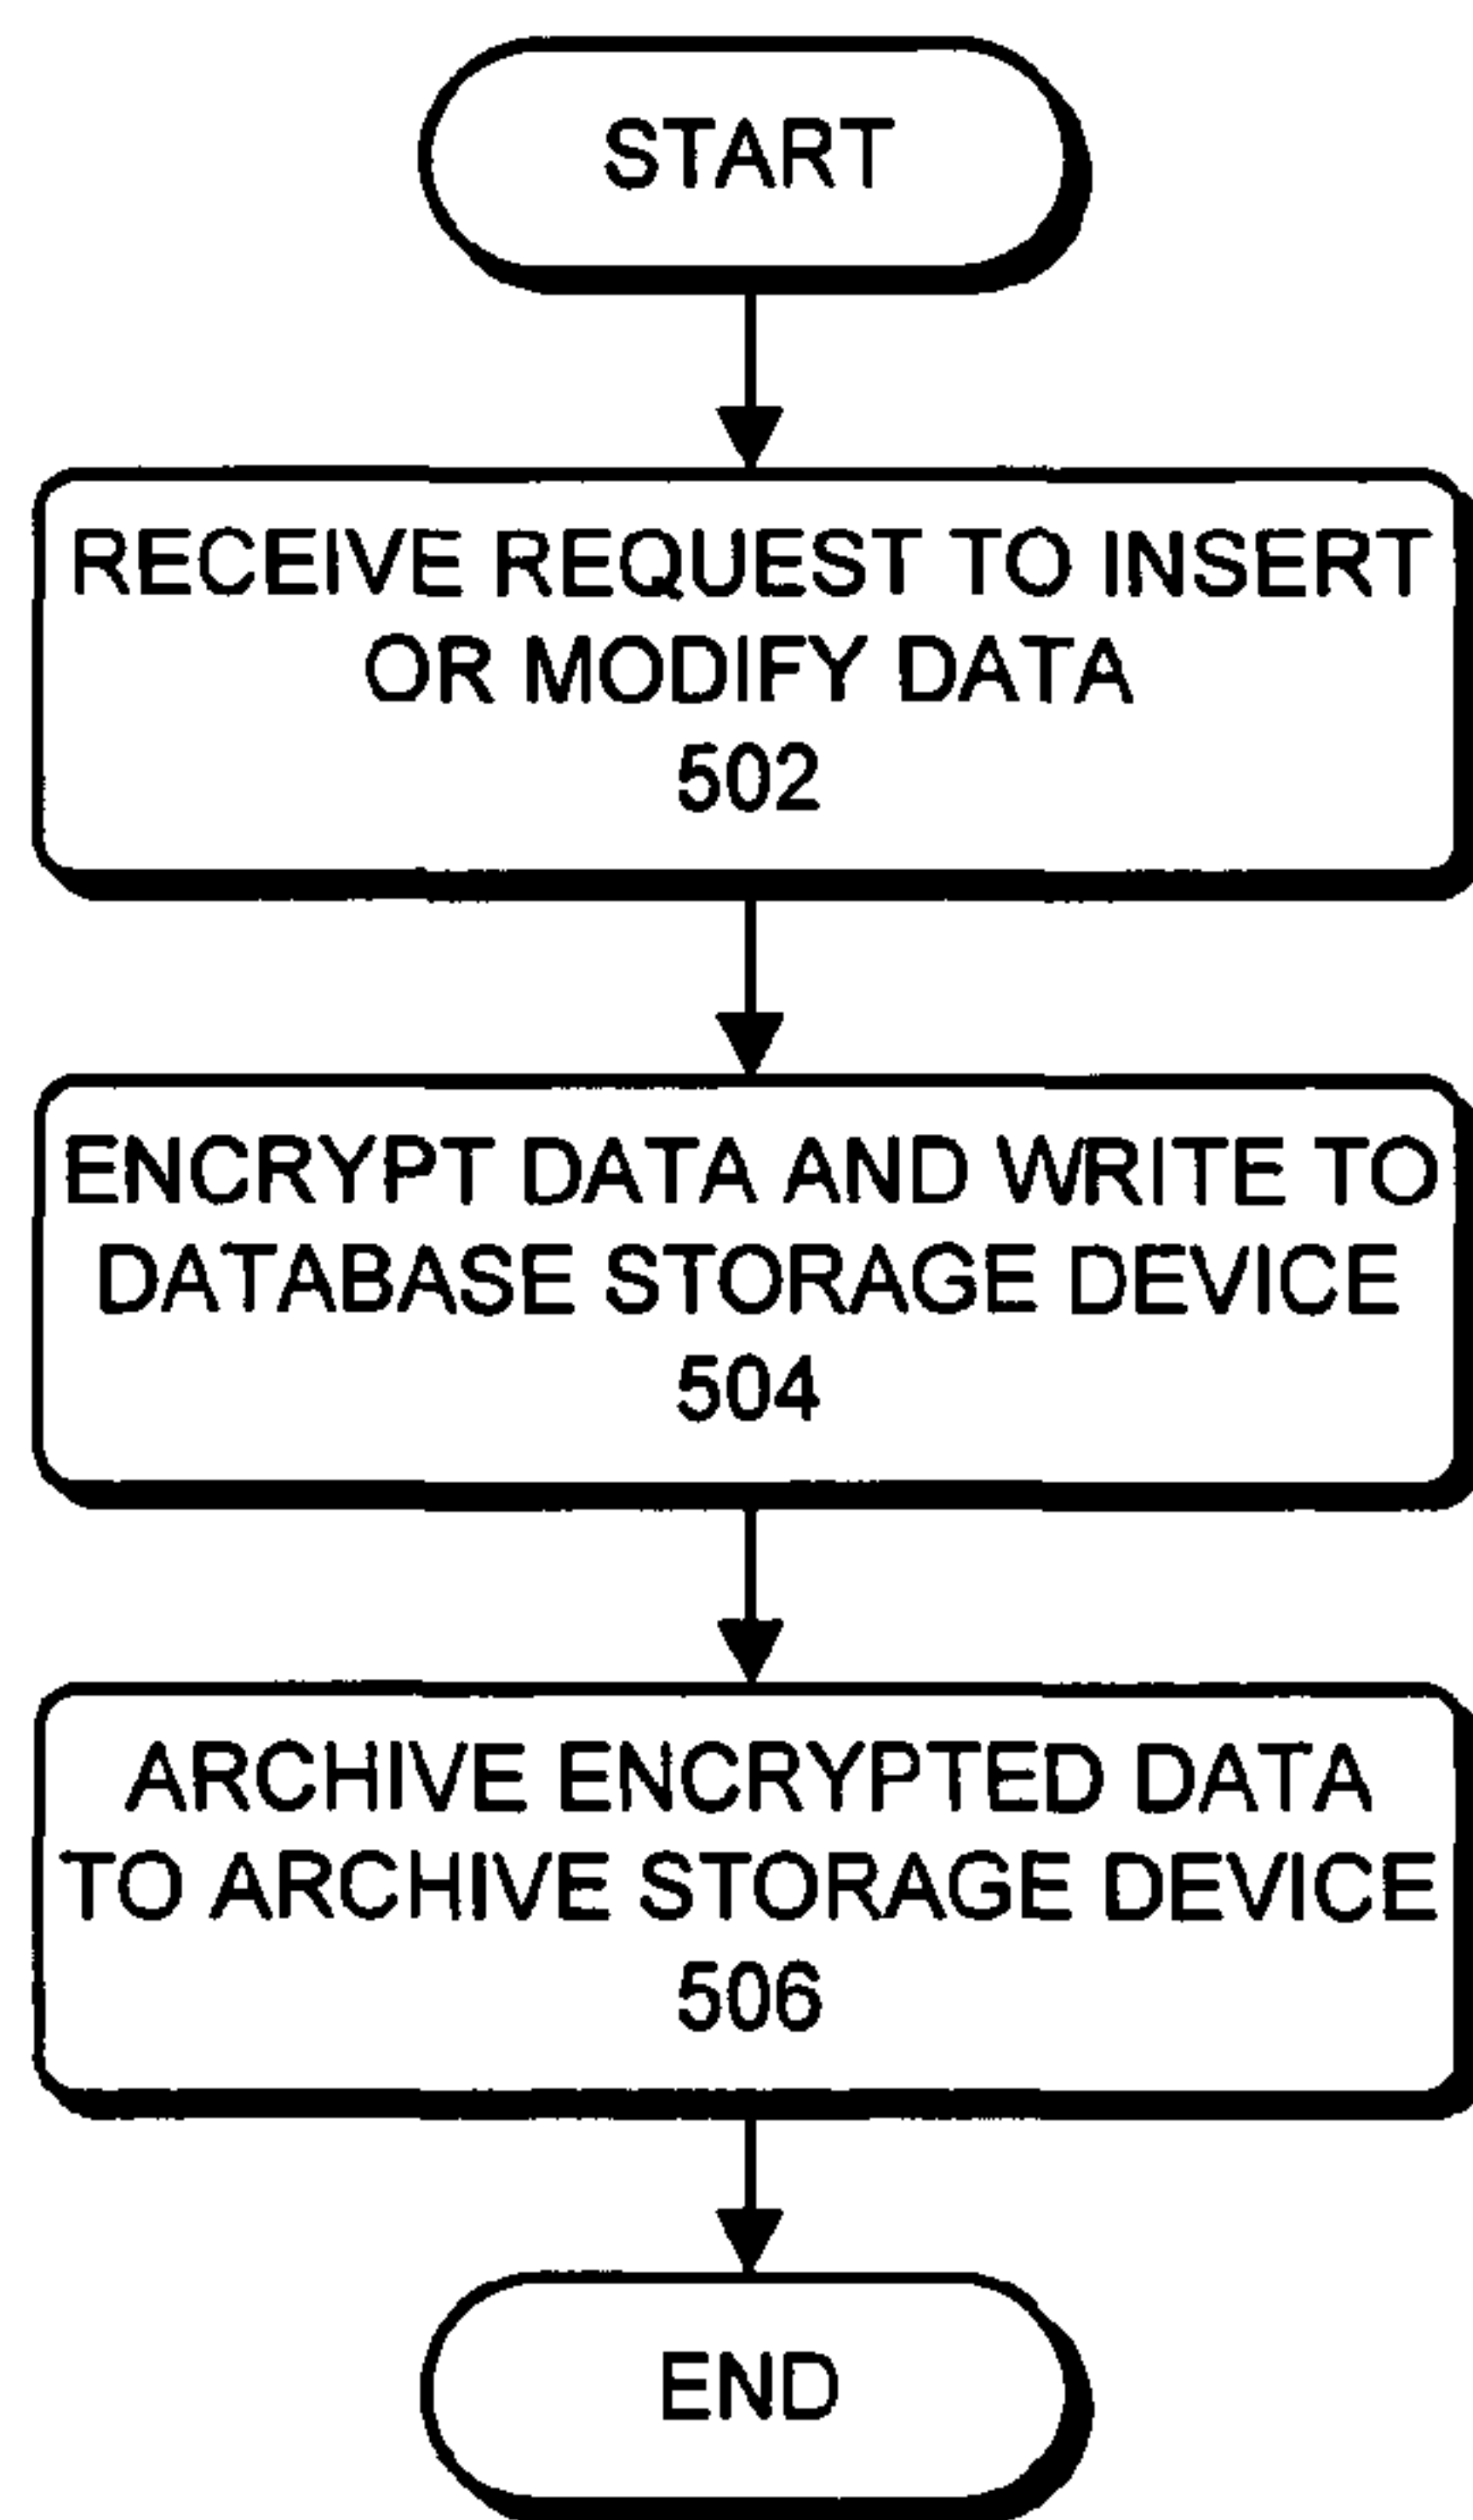 START
RECEIVE REQUEST TO INSERT
OR MODIFY DATA
502
ENCRYPT DATA AND WRITE TO
DATABASE STORAGE DEVICE
504
ARCHIVE ENCRYPTED DATA
TO ARCHIVE STORAGE DEVICE
506
END